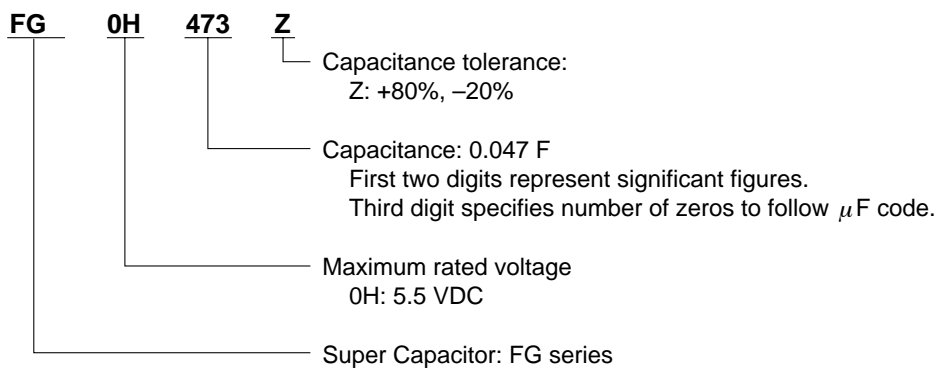 FG 0H 473 Z
Capacitance tolerance:
Z: +80%, –20%
Capacitance: 0.047 F
First two digits represent significant figures.
Third digit specifies number of zeros to follow μF code.
Maximum rated voltage
0H: 5.5 VDC
Super Capacitor: FG series